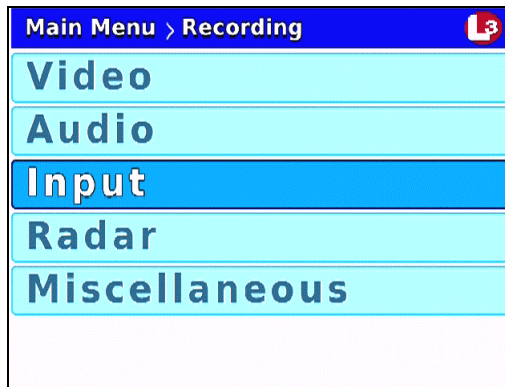 Main Menu > Recording L3
Video
Audio
Input
Radar
Miscellaneous